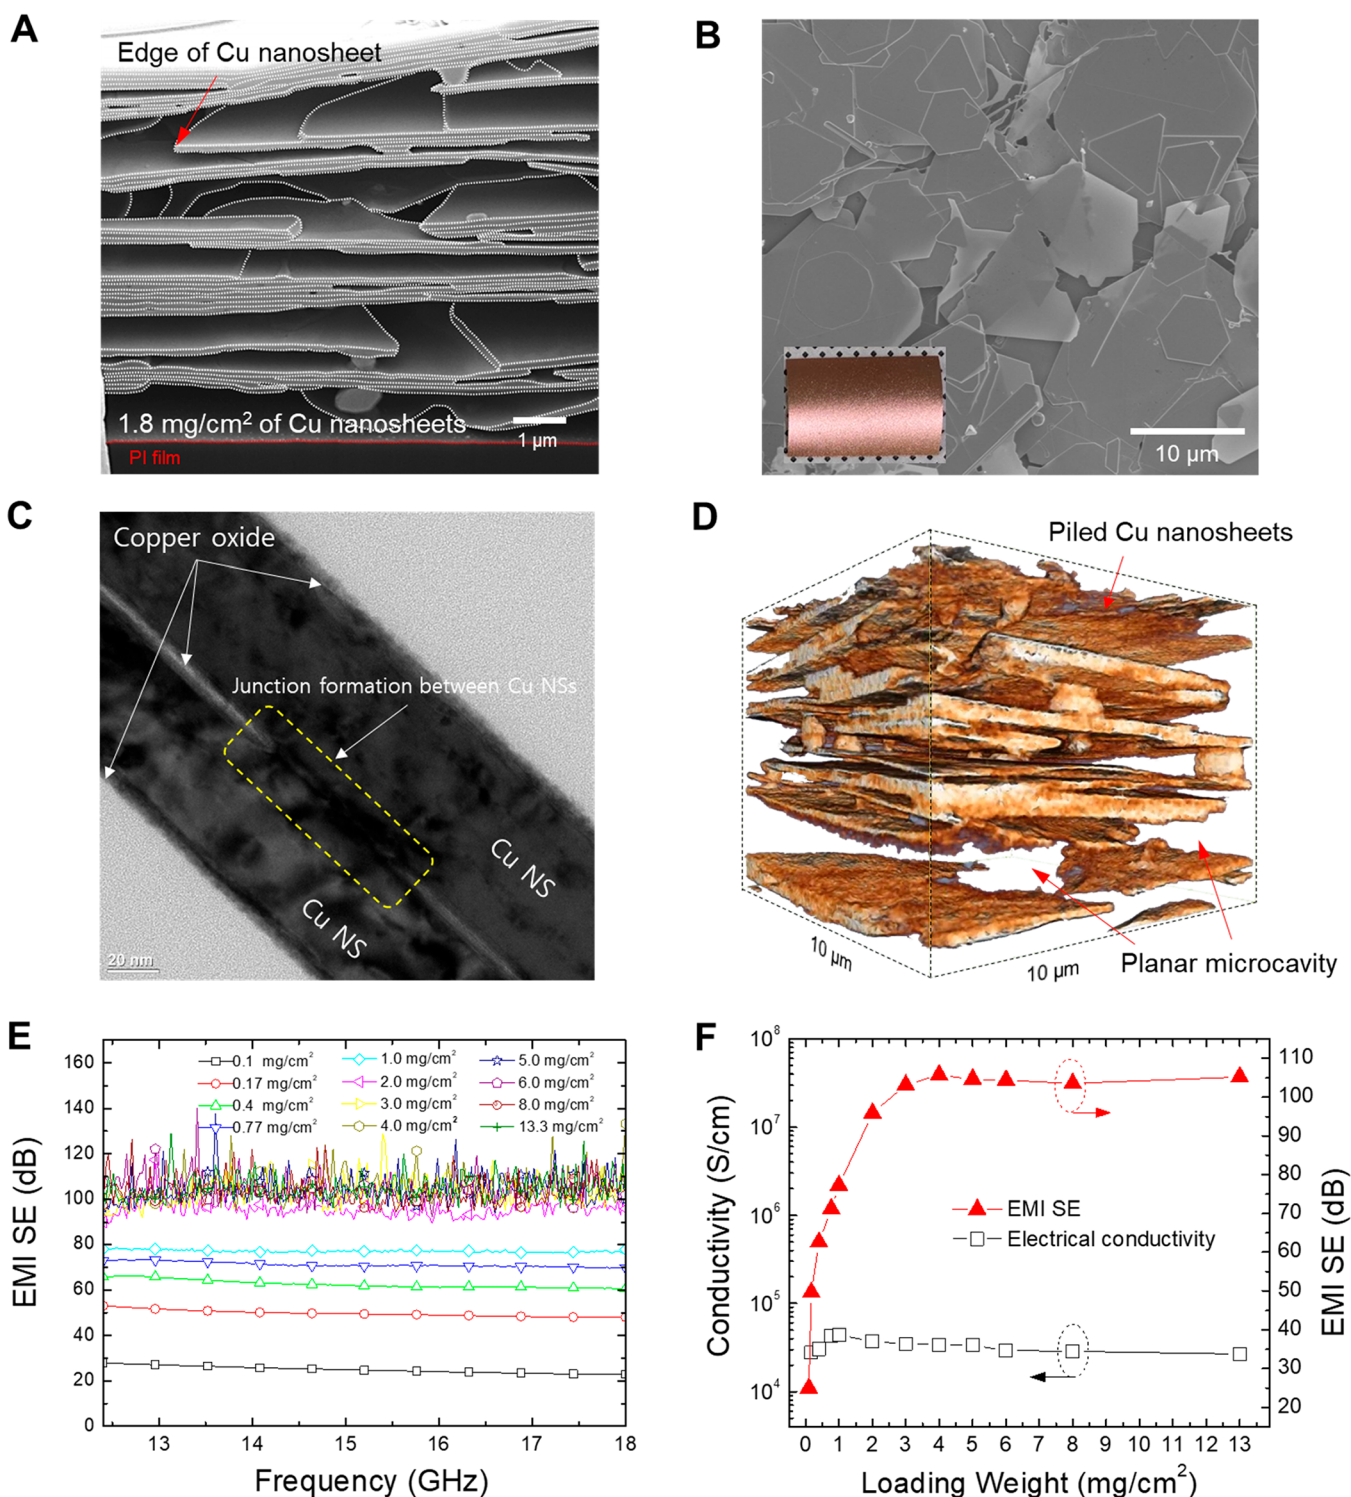 A
Edge of Cu nanosheet
1.8 mg/cm² of Cu nanosheets
1 μm
PI film
B
10 μm
C
Copper oxide
Junction formation between Cu NSs
Cu NS
Cu NS
20 nm
D
Piled Cu nanosheets
10 μm
10 μm
Planar microcavity
E
EMI SE (dB)
160
140
120
100
80
60
40
20
0
0.1 mg/cm²
0.17 mg/cm²
0.4 mg/cm²
0.77 mg/cm²
1.0 mg/cm²
2.0 mg/cm²
3.0 mg/cm²
4.0 mg/cm²
5.0 mg/cm²
6.0 mg/cm²
8.0 mg/cm²
13.3 mg/cm²
13 14 15 16 17 18
Frequency (GHz)
F
Conductivity (S/cm)
10⁸
10⁷
10⁶
10⁵
10⁴
EMI SE
Electrical conductivity
110
100
90
80
70
60
50
40
30
20
EMI SE (dB)
0 1 2 3 4 5 6 7 8 9 10 11 12 13
Loading Weight (mg/cm²)